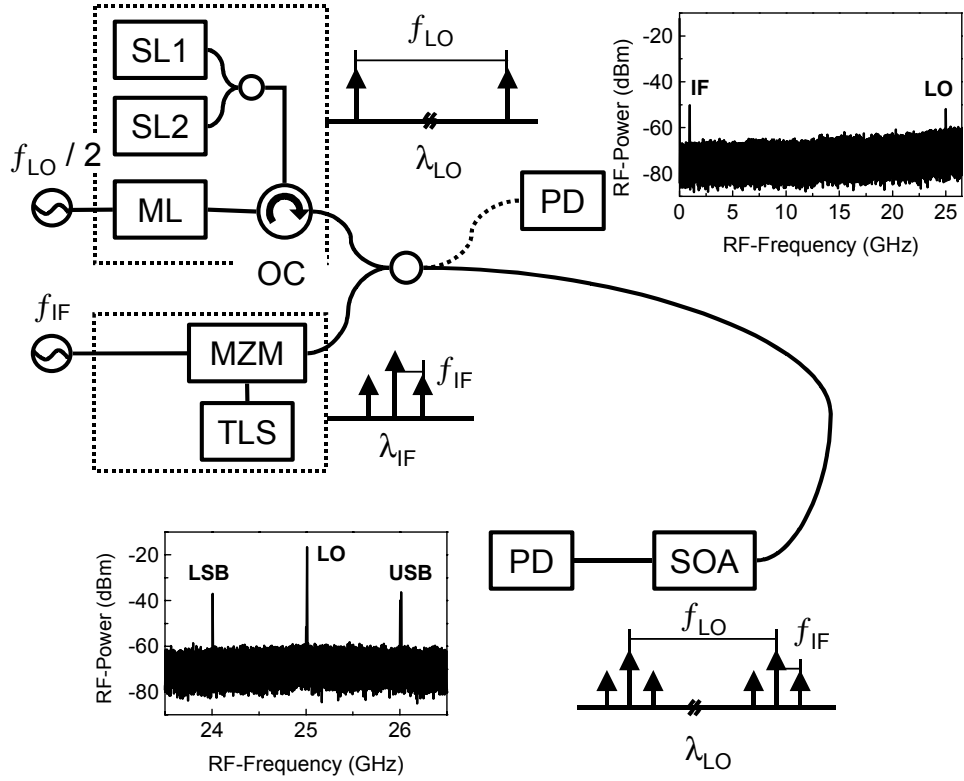 SL1
SL2
f_LO / 2
ML
OC
f_LO
λ_LO
PD
RF-Power (dBm)
-20
-40
-60
-80
IF
LO
0
5
10
15
20
25
RF-Frequency (GHz)
f_IF
MZM
TLS
f_IF
λ_IF
RF-Power (dBm)
-20
-40
-60
-80
LSB
LO
USB
24
25
26
RF-Frequency (GHz)
PD
SOA
f_LO
f_IF
λ_LO